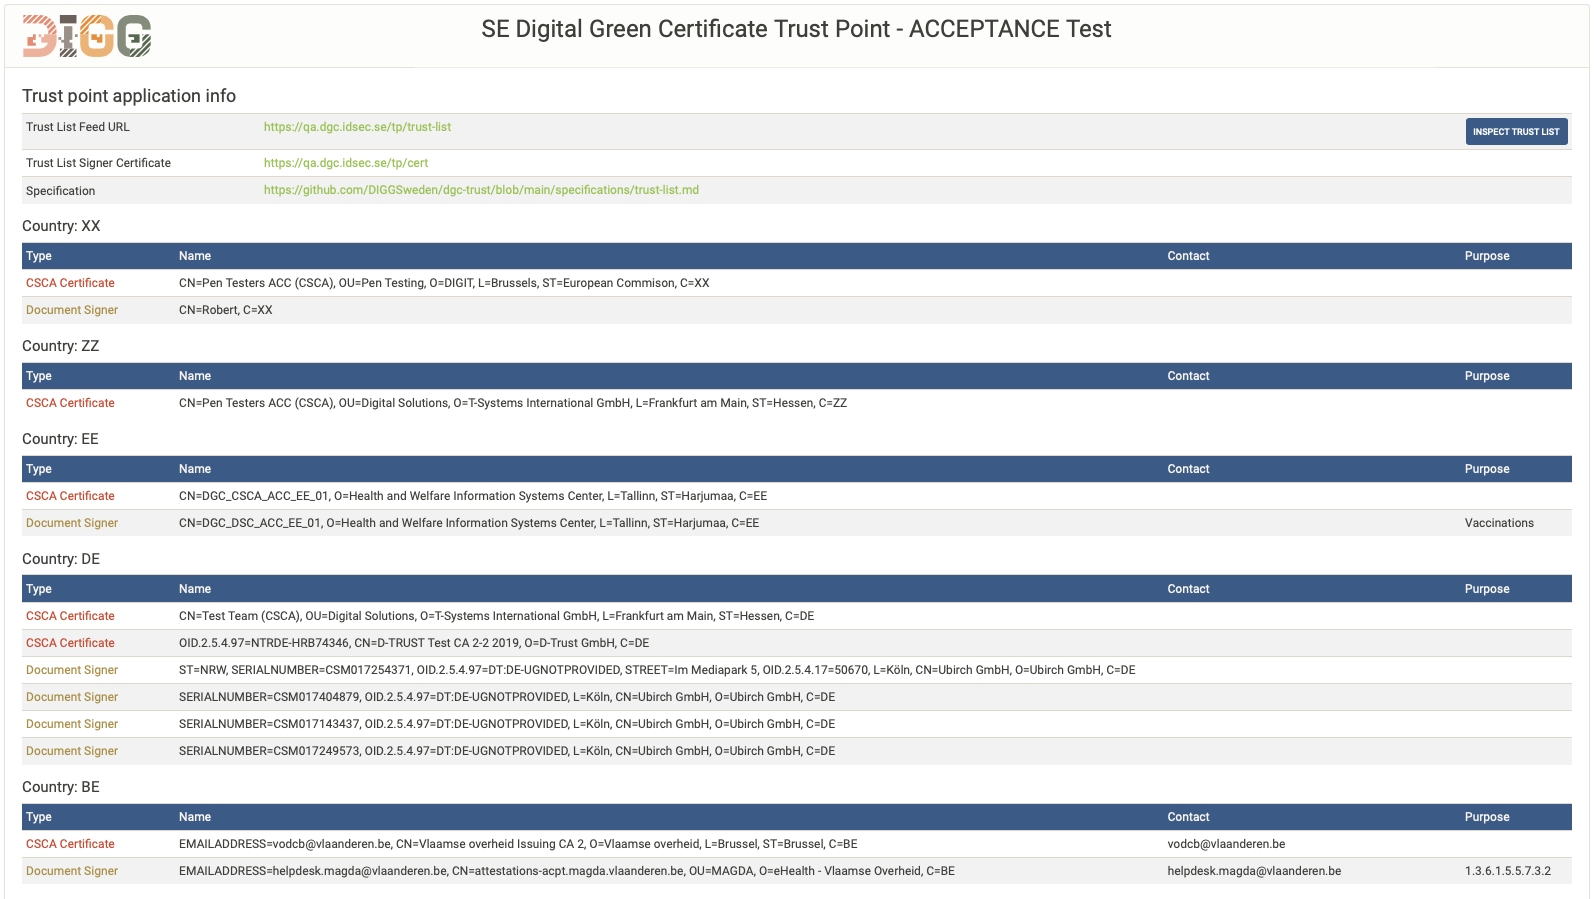 DIGG
SE Digital Green Certificate Trust Point - ACCEPTANCE Test
Trust point application info
Trust List Feed URL https://qa.dgc.idsec.se/tp/trust-list INSPECT TRUST LIST
Trust List Signer Certificate https://qa.dgc.idsec.se/tp/cert
Specification https://github.com/DIGGSweden/dgc-trust/blob/main/specifications/trust-list.md
Country: XX
Type Name Contact Purpose
CSCA Certificate CN=Pen Testers ACC (CSCA), OU=Pen Testing, O=DIGIT, L=Brussels, ST=European Commison, C=XX
Document Signer CN=Robert, C=XX
Country: ZZ
Type Name Contact Purpose
CSCA Certificate CN=Pen Testers ACC (CSCA), OU=Digital Solutions, O=T-Systems International GmbH, L=Frankfurt am Main, ST=Hessen, C=ZZ
Country: EE
Type Name Contact Purpose
CSCA Certificate CN=DGC_CSCA_ACC_EE_01, O=Health and Welfare Information Systems Center, L=Tallinn, ST=Harjumaa, C=EE
Document Signer CN=DGC_DSC_ACC_EE_01, O=Health and Welfare Information Systems Center, L=Tallinn, ST=Harjumaa, C=EE Vaccinations
Country: DE
Type Name Contact Purpose
CSCA Certificate CN=Test Team (CSCA), OU=Digital Solutions, O=T-Systems International GmbH, L=Frankfurt am Main, ST=Hessen, C=DE
CSCA Certificate OID.2.5.4.97=NTRDE-HRB74346, CN=D-TRUST Test CA 2-2 2019, O=D-Trust GmbH, C=DE
Document Signer ST=NRW, SERIALNUMBER=CSM017254371, OID.2.5.4.97=DT:DE-UGNOTPROVIDED, STREET=Im Mediapark 5, OID.2.5.4.17=50670, L=Köln, CN=Ubirch GmbH, O=Ubirch GmbH, C=DE
Document Signer SERIALNUMBER=CSM017404879, OID.2.5.4.97=DT:DE-UGNOTPROVIDED, L=Köln, CN=Ubirch GmbH, O=Ubirch GmbH, C=DE
Document Signer SERIALNUMBER=CSM017143437, OID.2.5.4.97=DT:DE-UGNOTPROVIDED, L=Köln, CN=Ubirch GmbH, O=Ubirch GmbH, C=DE
Document Signer SERIALNUMBER=CSM017249573, OID.2.5.4.97=DT:DE-UGNOTPROVIDED, L=Köln, CN=Ubirch GmbH, O=Ubirch GmbH, C=DE
Country: BE
Type Name Contact Purpose
CSCA Certificate EMAILADDRESS=vodcb@vlaanderen.be, CN=Vlaamse overheid Issuing CA 2, O=Vlaamse overheid, L=Brussel, ST=Brussel, C=BE vodcb@vlaanderen.be
Document Signer EMAILADDRESS=helpdesk.magda@vlaanderen.be, CN=attestations-acpt.magda.vlaanderen.be, OU=MAGDA, O=eHealth - Vlaamse Overheid, C=BE helpdesk.magda@vlaanderen.be 1.3.6.1.5.5.7.3.2